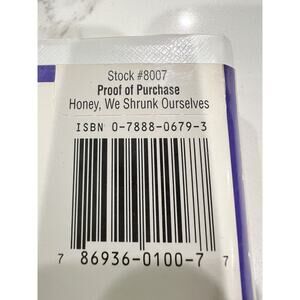 Stock #8007
Proof of Purchase
Honey, We Shrunk Ourselves
ISBN 0-7888-0679-3
7 86936-0100-7 7